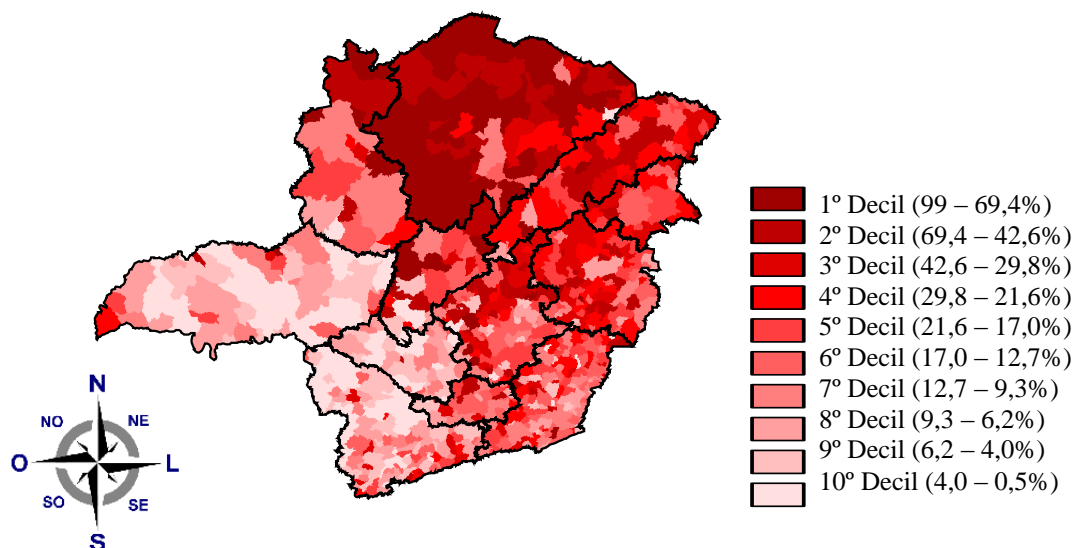 N
NO
NE
O
L
SO
SE
S
1º Decil (99 – 69,4%)
2º Decil (69,4 – 42,6%)
3º Decil (42,6 – 29,8%)
4º Decil (29,8 – 21,6%)
5º Decil (21,6 – 17,0%)
6º Decil (17,0 – 12,7%)
7º Decil (12,7 – 9,3%)
8º Decil (9,3 – 6,2%)
9º Decil (6,2 – 4,0%)
10º Decil (4,0 – 0,5%)